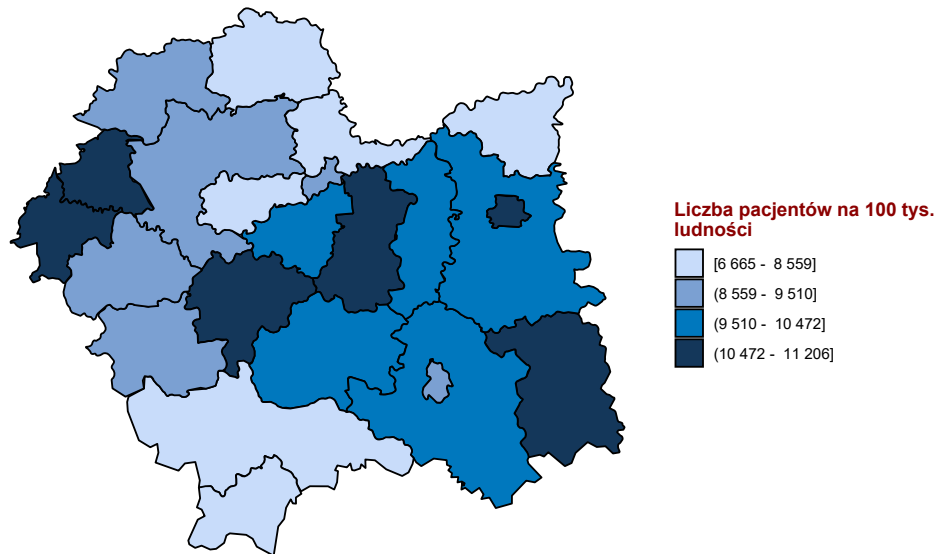 Liczba pacjentów na 100 tys.
ludności
[6 665 - 8 559]
(8 559 - 9 510]
(9 510 - 10 472]
(10 472 - 11 206]